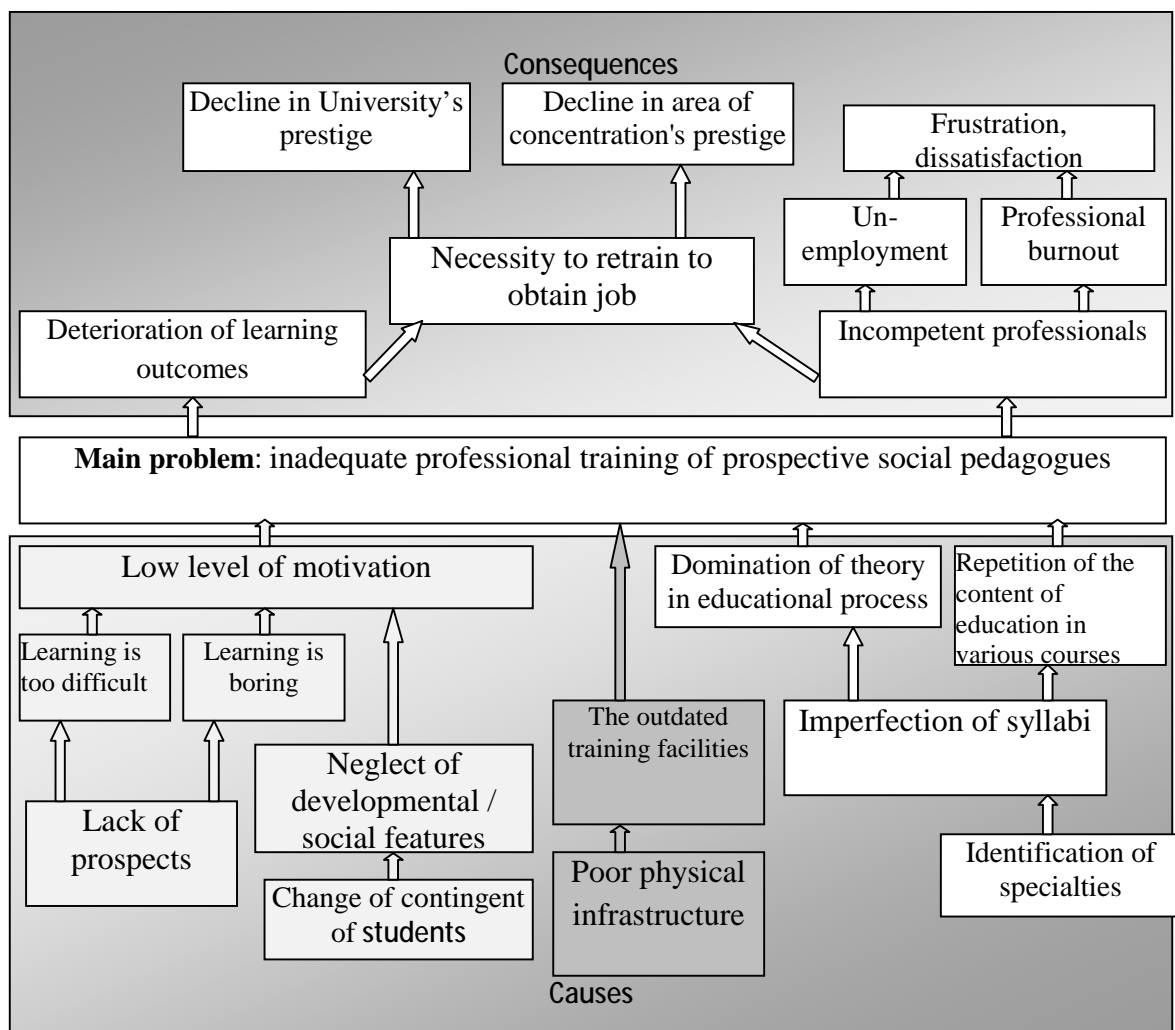 Consequences
Decline in University's
prestige
Decline in area of
concentration's prestige
Frustration,
dissatisfaction
Un-
employment
Professional
burnout
Necessity to retrain to
obtain job
Deterioration of learning
outcomes
Incompetent professionals
Main problem: inadequate professional training of prospective social pedagogues
Low level of motivation
Domination of theory
in educational process
Repetition of the
content of
education in
various courses
Learning is
too difficult
Learning is
boring
The outdated
training facilities
Imperfection of syllabi
Neglect of
developmental /
social features
Lack of
prospects
Identification of
specialties
Poor physical
infrastructure
Change of contingent
of students
Causes